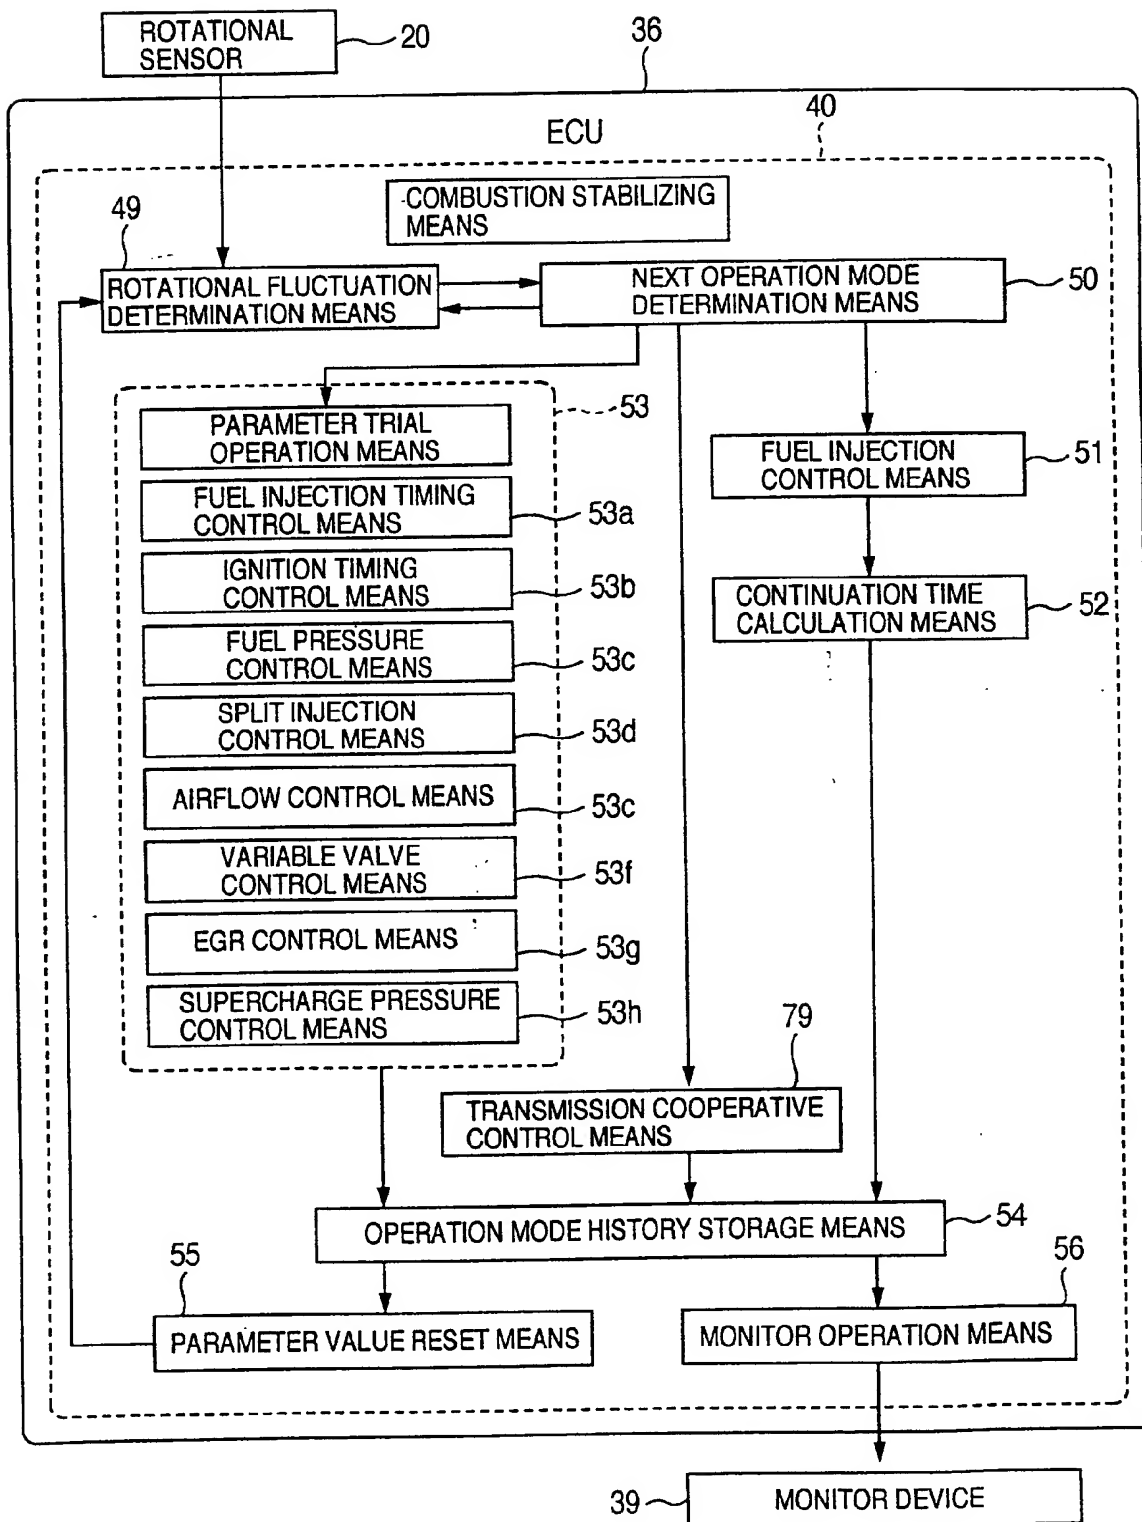 ROTATIONAL
SENSOR
20
36
ECU
40
COMBUSTION STABILIZING
MEANS
49
ROTATIONAL FLUCTUATION
DETERMINATION MEANS
NEXT OPERATION MODE
DETERMINATION MEANS
50
53
PARAMETER TRIAL
OPERATION MEANS
FUEL INJECTION
CONTROL MEANS
51
FUEL INJECTION TIMING
CONTROL MEANS
53a
IGNITION TIMING
CONTROL MEANS
53b
CONTINUATION TIME
CALCULATION MEANS
52
FUEL PRESSURE
CONTROL MEANS
53c
SPLIT INJECTION
CONTROL MEANS
53d
AIRFLOW CONTROL MEANS
53c
VARIABLE VALVE
CONTROL MEANS
53f
EGR CONTROL MEANS
53g
SUPERCHARGE PRESSURE
CONTROL MEANS
53h
79
TRANSMISSION COOPERATIVE
CONTROL MEANS
OPERATION MODE HISTORY STORAGE MEANS
54
55
PARAMETER VALUE RESET MEANS
56
MONITOR OPERATION MEANS
39
MONITOR DEVICE